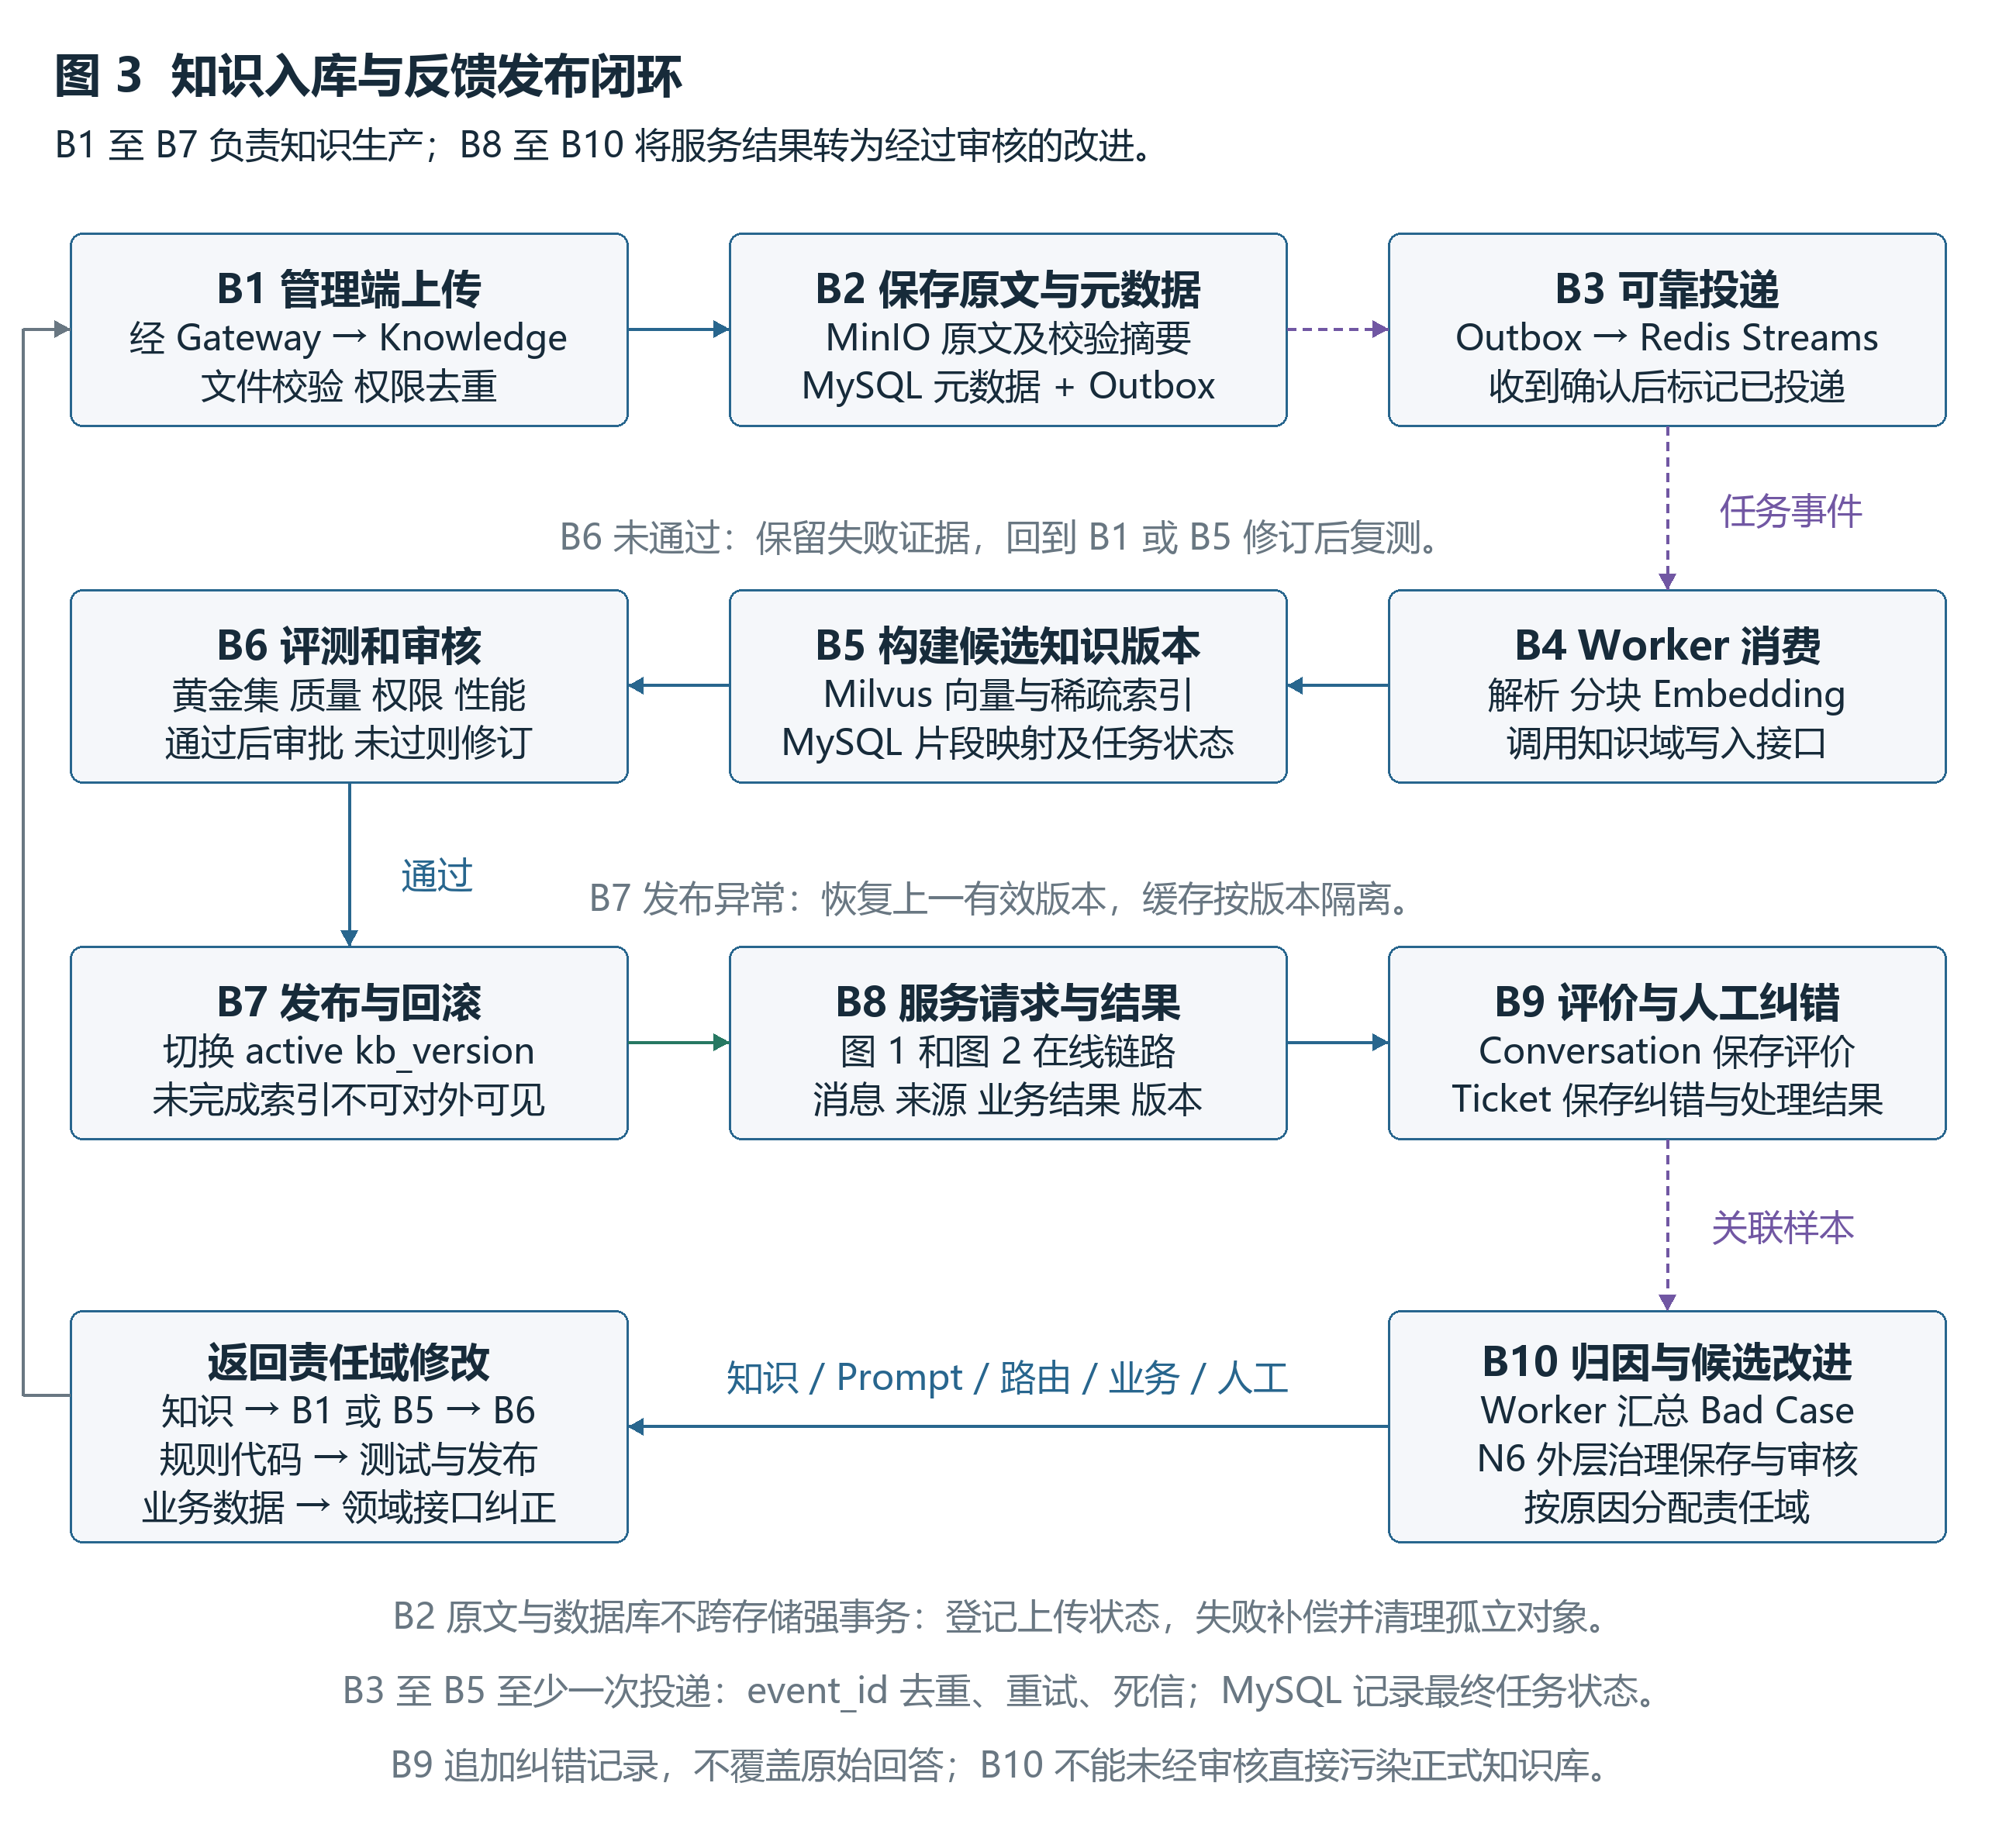 图 3 知识入库与反馈发布闭环
B1 至 B7 负责知识生产；B8 至 B10 将服务结果转为经过审核的改进。
B1 管理端上传
经 Gateway → Knowledge
文件校验 权限去重
B2 保存原文与元数据
MinIO 原文及校验摘要
MySQL 元数据 + Outbox
B3 可靠投递
Outbox → Redis Streams
收到确认后标记已投递
任务事件
B6 未通过：保留失败证据，回到 B1 或 B5 修订后复测。
B6 评测和审核
黄金集 质量 权限 性能
通过后审批 未过则修订
B5 构建候选知识版本
Milvus 向量与稀疏索引
MySQL 片段映射及任务状态
B4 Worker 消费
解析 分块 Embedding
调用知识域写入接口
通过
B7 发布异常：恢复上一有效版本，缓存按版本隔离。
B7 发布与回滚
切换 active kb_version
未完成索引不可对外可见
B8 服务请求与结果
图 1 和图 2 在线链路
消息 来源 业务结果 版本
B9 评价与人工纠错
Conversation 保存评价
Ticket 保存纠错与处理结果
关联样本
返回责任域修改
知识 → B1 或 B5 → B6
规则代码 → 测试与发布
业务数据 → 领域接口纠正
知识 / Prompt / 路由 / 业务 / 人工
B10 归因与候选改进
Worker 汇总 Bad Case
N6 外层治理保存与审核
按原因分配责任域
B2 原文与数据库不跨存储强事务：登记上传状态，失败补偿并清理孤立对象。
B3 至 B5 至少一次投递：event_id 去重、重试、死信；MySQL 记录最终任务状态。
B9 追加纠错记录，不覆盖原始回答；B10 不能未经审核直接污染正式知识库。